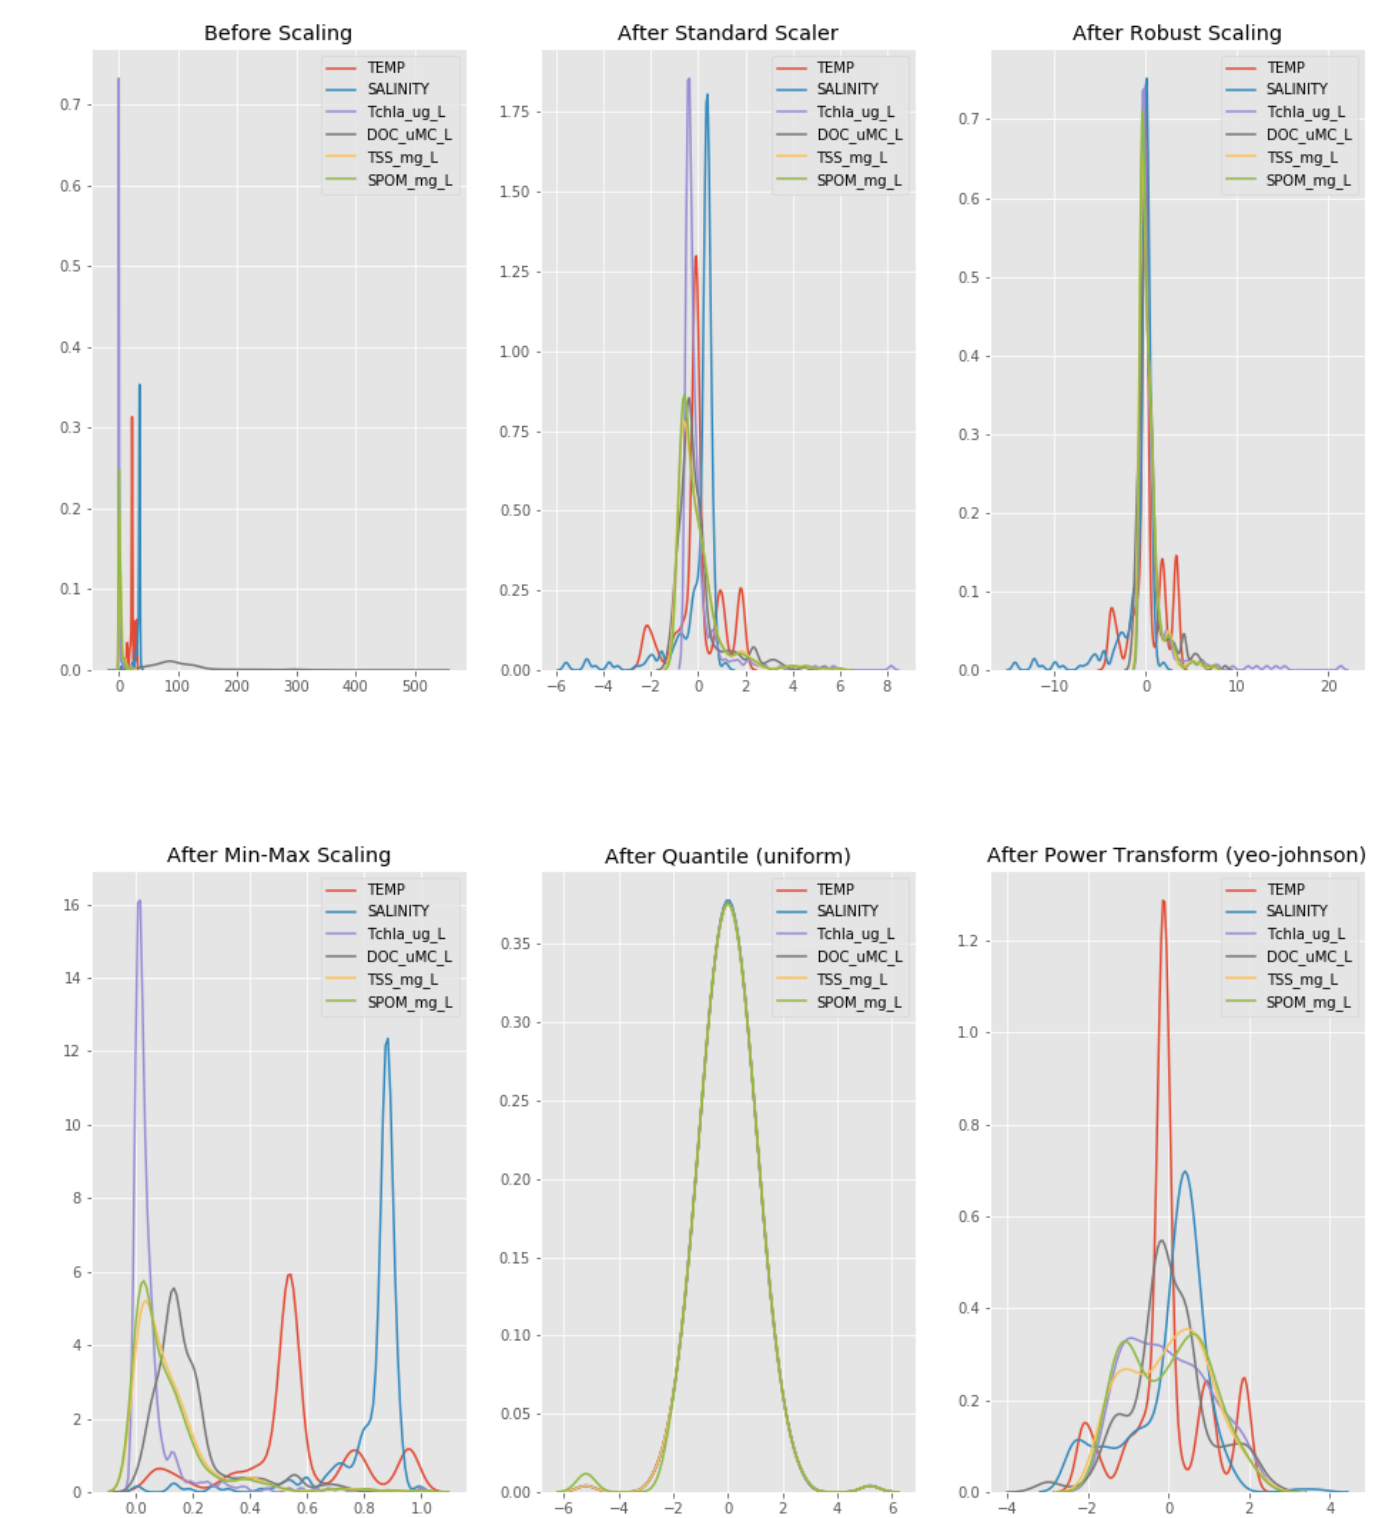 Before Scaling
TEMP
SALINITY
Tchla_ug_L
DOC_uMC_L
TSS_mg_L
SPOM_mg_L
0.7
0.6
0.5
0.4
0.3
0.2
0.1
0.0
0 100 200 300 400 500
After Standard Scaler
TEMP
SALINITY
Tchla_ug_L
DOC_uMC_L
TSS_mg_L
SPOM_mg_L
1.75
1.50
1.25
1.00
0.75
0.50
0.25
0.00
−6 −4 −2 0 2 4 6 8
After Robust Scaling
TEMP
SALINITY
Tchla_ug_L
DOC_uMC_L
TSS_mg_L
SPOM_mg_L
0.7
0.6
0.5
0.4
0.3
0.2
0.1
0.0
−10 0 10 20
After Min-Max Scaling
TEMP
SALINITY
Tchla_ug_L
DOC_uMC_L
TSS_mg_L
SPOM_mg_L
16
14
12
10
8
6
4
2
0
0.0 0.2 0.4 0.6 0.8 1.0
After Quantile (uniform)
TEMP
SALINITY
Tchla_ug_L
DOC_uMC_L
TSS_mg_L
SPOM_mg_L
0.35
0.30
0.25
0.20
0.15
0.10
0.05
0.00
−6 −4 −2 0 2 4 6
After Power Transform (yeo-johnson)
TEMP
SALINITY
Tchla_ug_L
DOC_uMC_L
TSS_mg_L
SPOM_mg_L
1.2
1.0
0.8
0.6
0.4
0.2
0.0
−4 −2 0 2 4